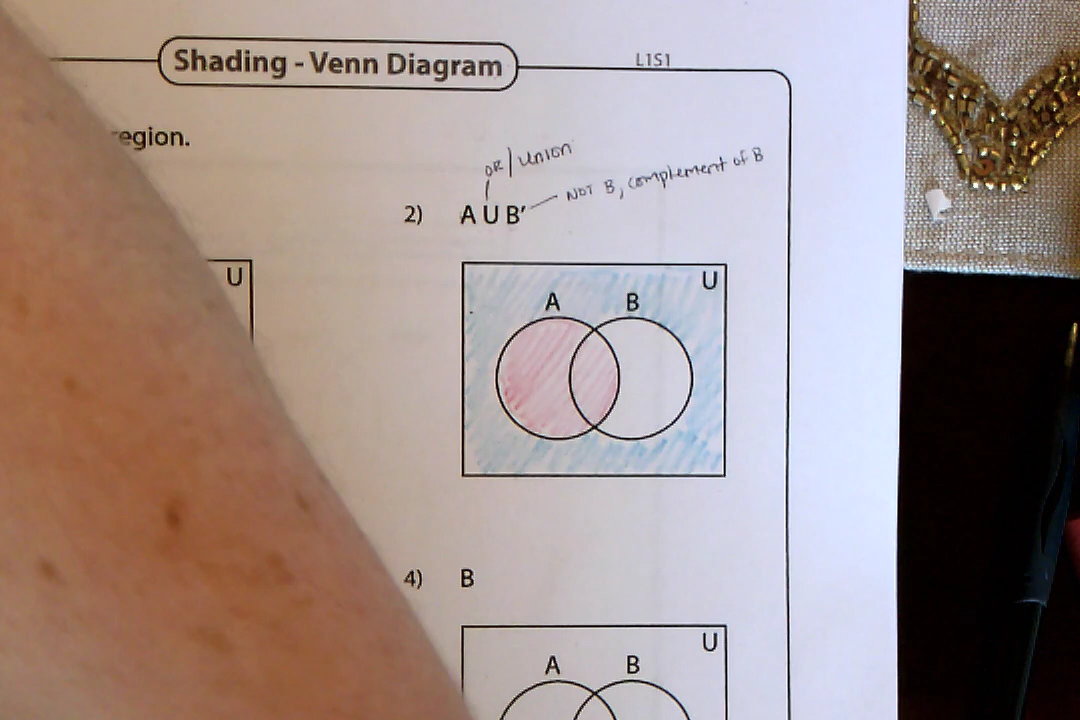 Shading - Venn Diagram
L1S1
egion.
OR / Union
NOT B, complement of B
2) A U B'
U
U
A B
4) B
U
A B